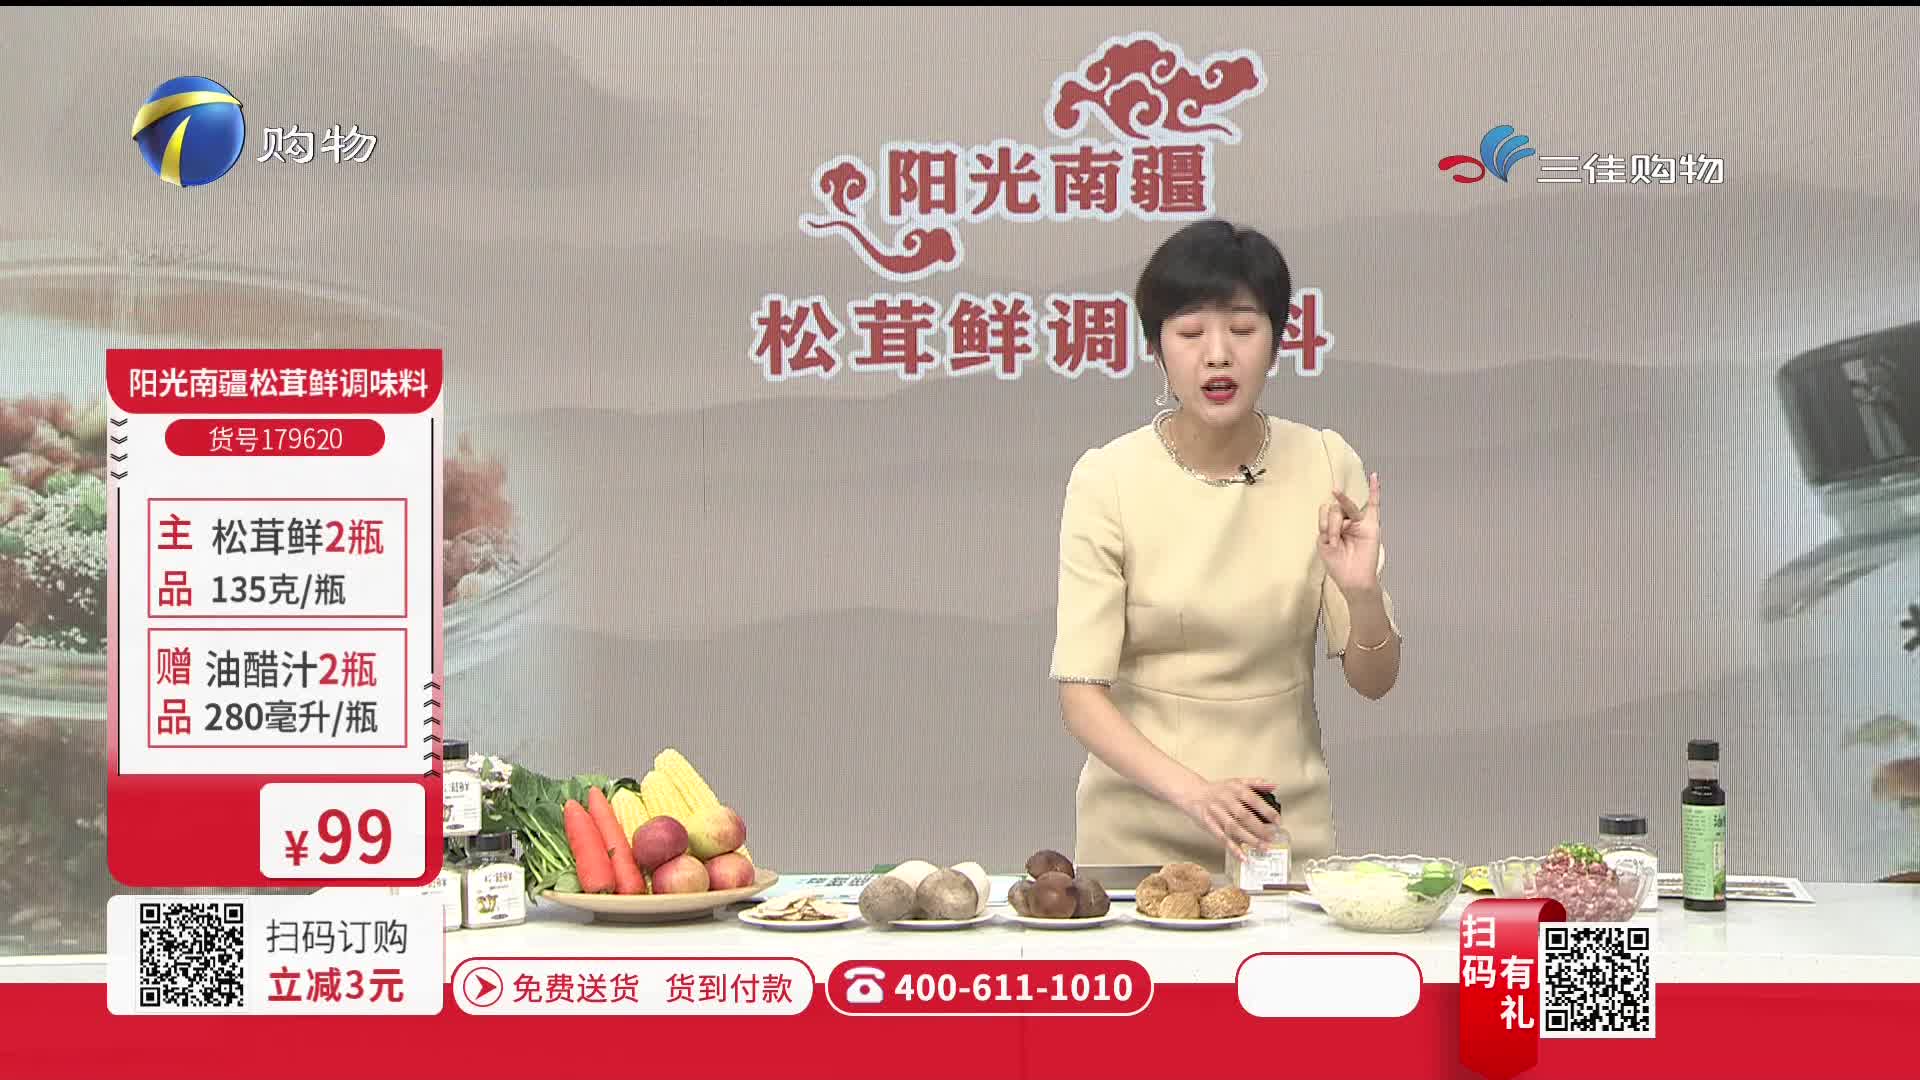 购物
三佳购物
阳光南疆
松茸鲜调 料
阳光南疆松茸鲜调味料
货号179620
主品
松茸鲜2瓶
135克/瓶
赠品
油醋汁2瓶
280毫升/瓶
¥99
扫码订购
立减3元
免费送货 货到付款
400-611-1010
扫码
有礼